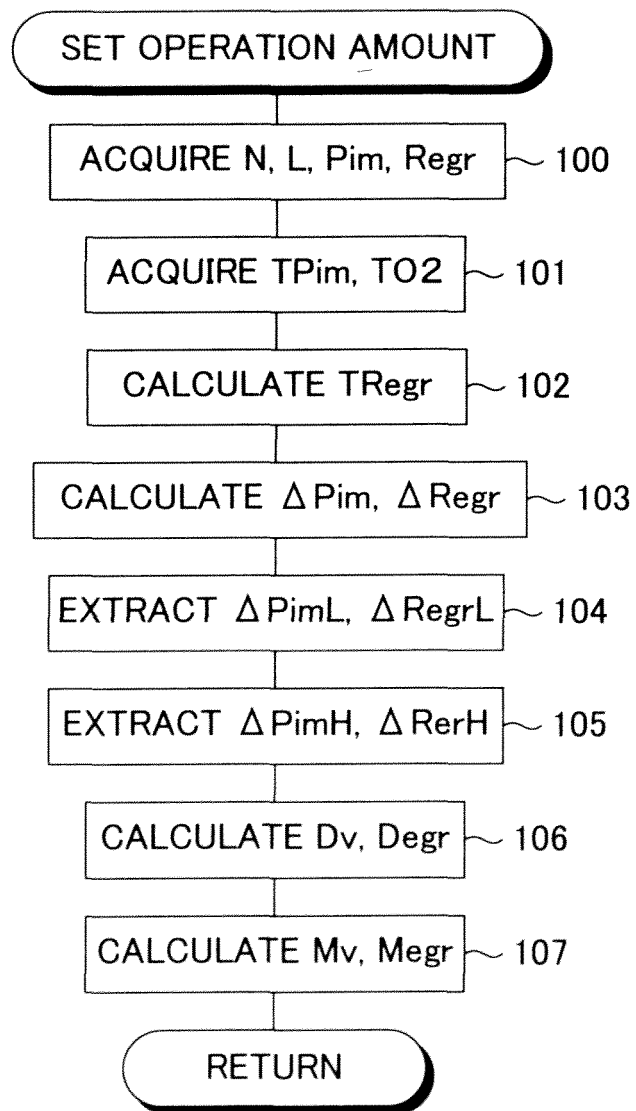 SET OPERATION AMOUNT
ACQUIRE N, L, Pim, Regr 100
ACQUIRE TPim, TO2 101
CALCULATE TRegr 102
CALCULATE ΔPim, ΔRegr 103
EXTRACT ΔPimL, ΔRegrL 104
EXTRACT ΔPimH, ΔRerH 105
CALCULATE Dv, Degr 106
CALCULATE Mv, Megr 107
RETURN